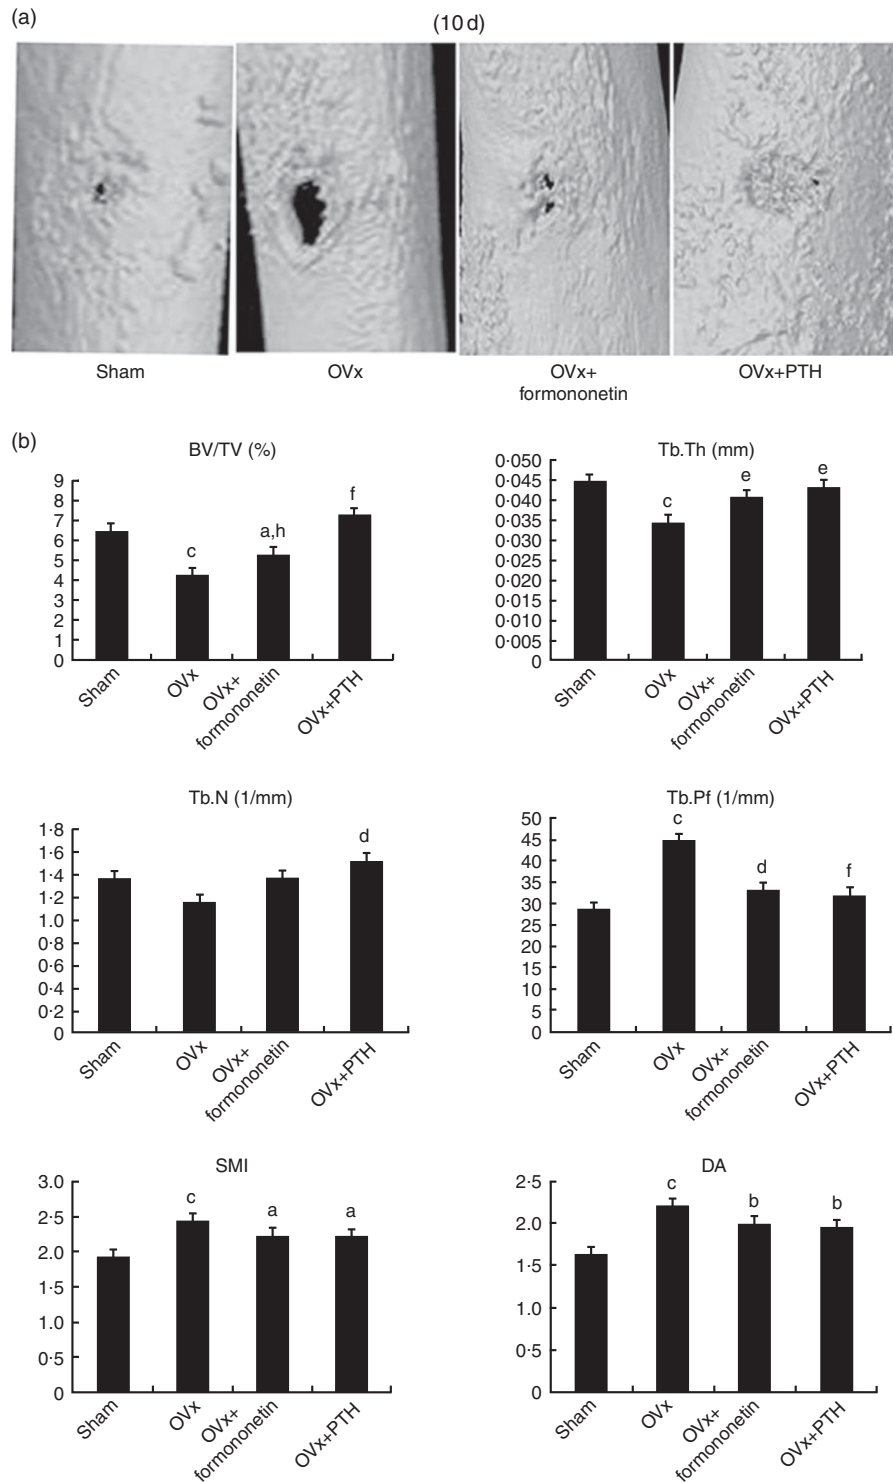 (a)
(10 d)
Sham
OVx
OVx+
formononetin
OVx+PTH
(b)
BV/TV (%)
9
8
7
6
5
4
3
2
1
0
c
a,h
f
Sham
OVx
OVx+
formononetin
OVx+PTH
Tb.Th (mm)
0·050
0·045
0·040
0·035
0·030
0·025
0·020
0·015
0·010
0·005
0
c
e
e
Sham
OVx
OVx+
formononetin
OVx+PTH
Tb.N (1/mm)
1·8
1·6
1·4
1·2
1·0
0·8
0·6
0·4
0·2
0
d
Sham
OVx
OVx+
formononetin
OVx+PTH
Tb.Pf (1/mm)
50
45
40
35
30
25
20
15
10
5
0
c
d
f
Sham
OVx
OVx+
formononetin
OVx+PTH
SMI
3.0
2·5
2·0
1·5
1·0
0·5
0
c
a
a
Sham
OVx
OVx+
formononetin
OVx+PTH
DA
2·5
2·0
1·5
1·0
0·5
0
c
b
b
Sham
OVx
OVx+
formononetin
OVx+PTH